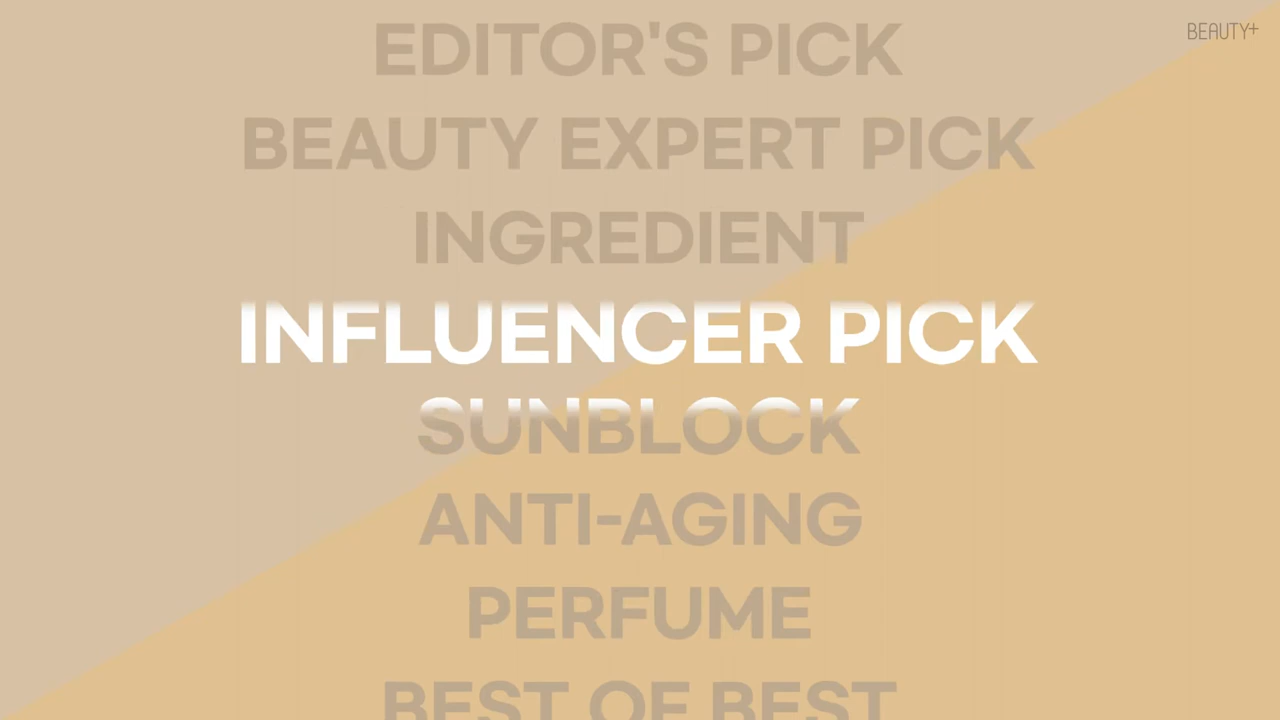 EDITOR'S PICK
BEAUTY+
BEAUTY EXPERT PICK
INGREDIENT
INFLUENCER PICK
SUNBLOCK
ANTI-AGING
PERFUME
BEST OF BEST